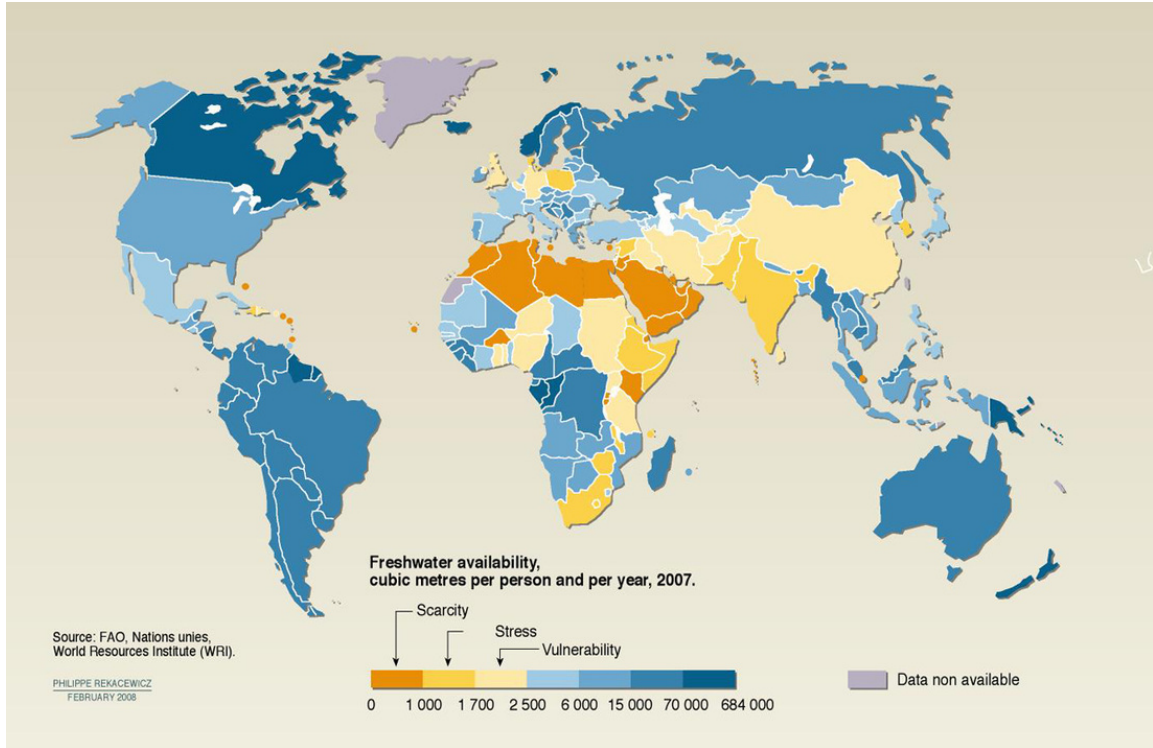 Freshwater availability,
cubic metres per person and per year, 2007.
Scarcity
Stress
Vulnerability
0 1 000 1 700 2 500 6 000 15 000 70 000 684 000
Data non available
Source: FAO, Nations unies,
World Resources Institute (WRI).
PHILIPPE REKACEWICZ
FEBRUARY 2008